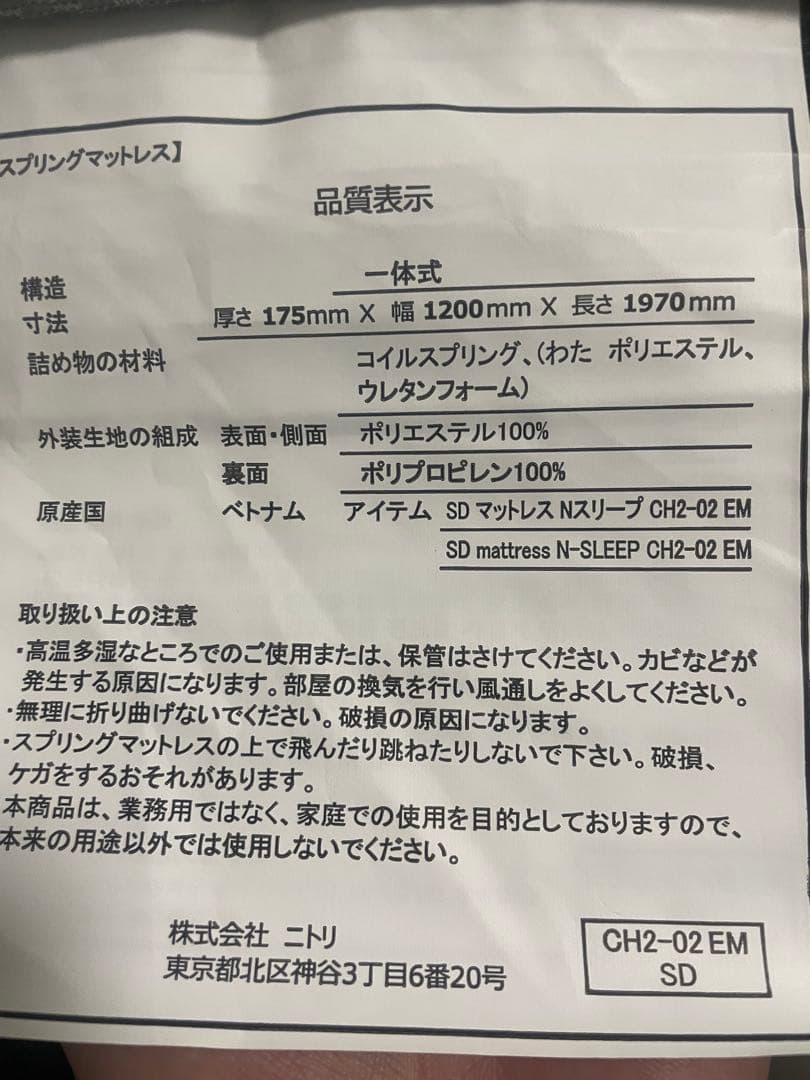 スプリングマットレス】
品質表示
構造 一体式
寸法 厚さ 175mm X 幅 1200mm X 長さ 1970mm
詰め物の材料 コイルスプリング、(わた ポリエステル、
ウレタンフォーム)
外装生地の組成 表面・側面 ポリエステル100%
裏面 ポリプロピレン100%
原産国 ベトナム アイテム SD マットレス Nスリープ CH2-02 EM
SD mattress N-SLEEP CH2-02 EM
取り扱い上の注意
・高温多湿なところでのご使用または、保管はさけてください。カビなどが
発生する原因になります。部屋の換気を行い風通しをよくしてください。
・無理に折り曲げないでください。破損の原因になります。
・スプリングマットレスの上で飛んだり跳ねたりしないで下さい。破損、
ケガをするおそれがあります。
本商品は、業務用ではなく、家庭での使用を目的としておりますので、
本来の用途以外では使用しないでください。
株式会社 ニトリ
東京都北区神谷3丁目6番20号
CH2-02 EM
SD